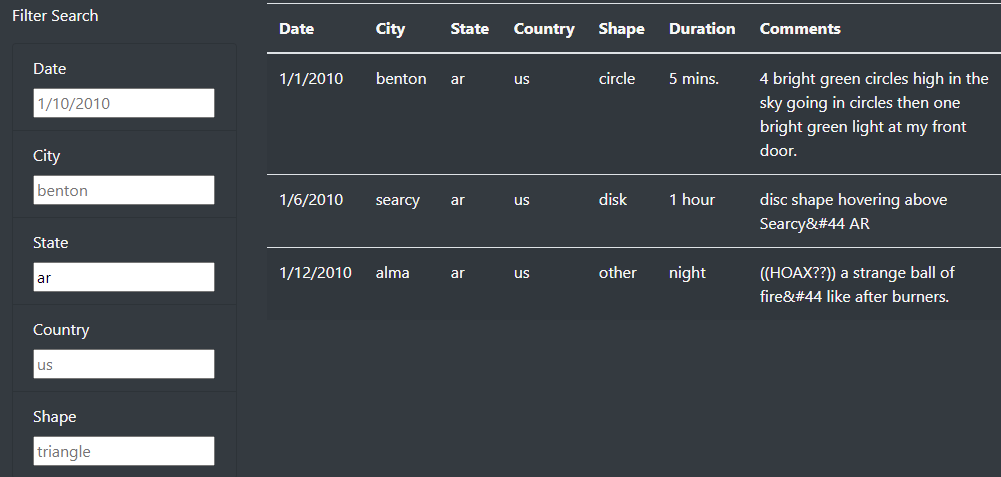 Filter Search
Date
1/10/2010
City
benton
State
ar
Country
us
Shape
triangle
Date City State Country Shape Duration Comments
1/1/2010 benton ar us circle 5 mins. 4 bright green circles high in the
sky going in circles then one
bright green light at my front
door.
1/6/2010 searcy ar us disk 1 hour disc shape hovering above
Searcy&#44 AR
1/12/2010 alma ar us other night ((HOAX??)) a strange ball of
fire&#44 like after burners.